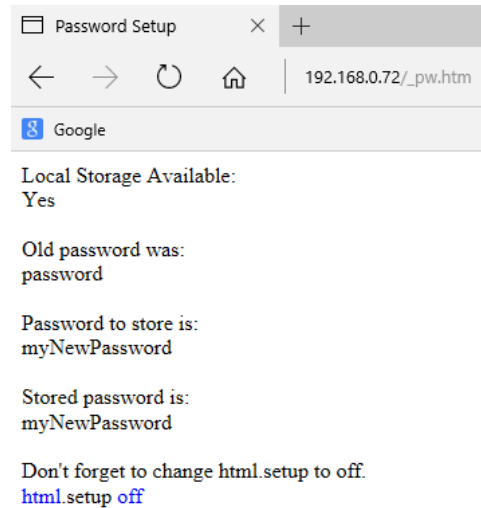 Password Setup
192.168.0.72/_pw.htm
Google
Local Storage Available:
Yes
Old password was:
password
Password to store is:
myNewPassword
Stored password is:
myNewPassword
Don't forget to change html.setup to off.
html.setup off